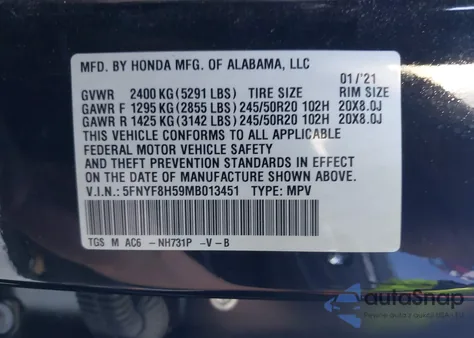 MFD. BY HONDA MFG. OF ALABAMA, LLC
01/'21
GVWR 2400 KG (5291 LBS) TIRE SIZE RIM SIZE
GAWR F 1295 KG (2855 LBS) 245/50R20 102H 20X8.0J
GAWR R 1425 KG (3142 LBS) 245/50R20 102H 20X8.0J
THIS VEHICLE CONFORMS TO ALL APPLICABLE
FEDERAL MOTOR VEHICLE SAFETY
AND THEFT PREVENTION STANDARDS IN EFFECT
ON THE DATE OF MANUFACTURE SHOWN ABOVE.
V.I.N.: 5FNYF8H59MB013451 TYPE: MPV
TGS M AC6 -NH731P -V-B
autoSnap